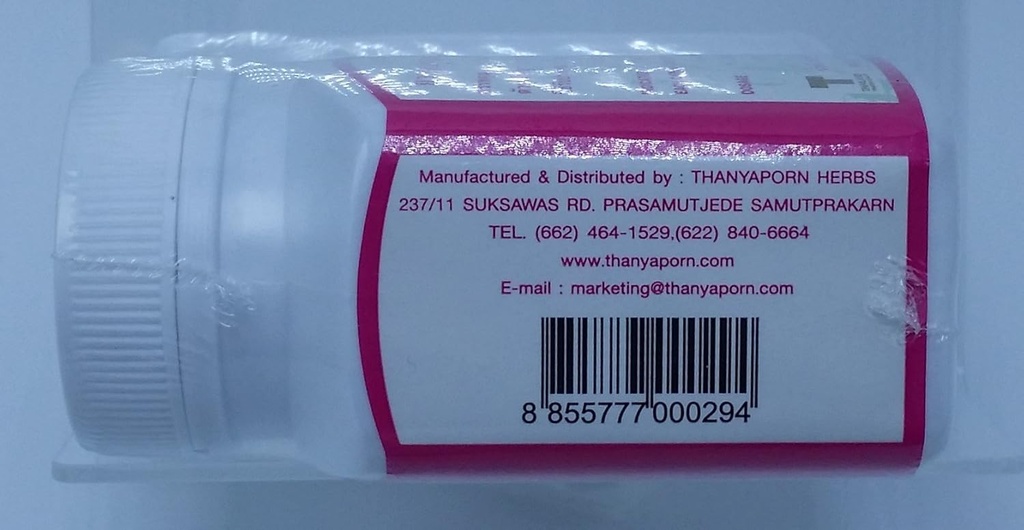 Manufactured & Distributed by : THANYAPORN HERBS
237/11 SUKSAWAS RD. PRASAMUTJEDE SAMUTPRAKARN
TEL. (662) 464-1529,(622) 840-6664
www.thanyaporn.com
E-mail : marketing@thanyaporn.com
8 855777 000294